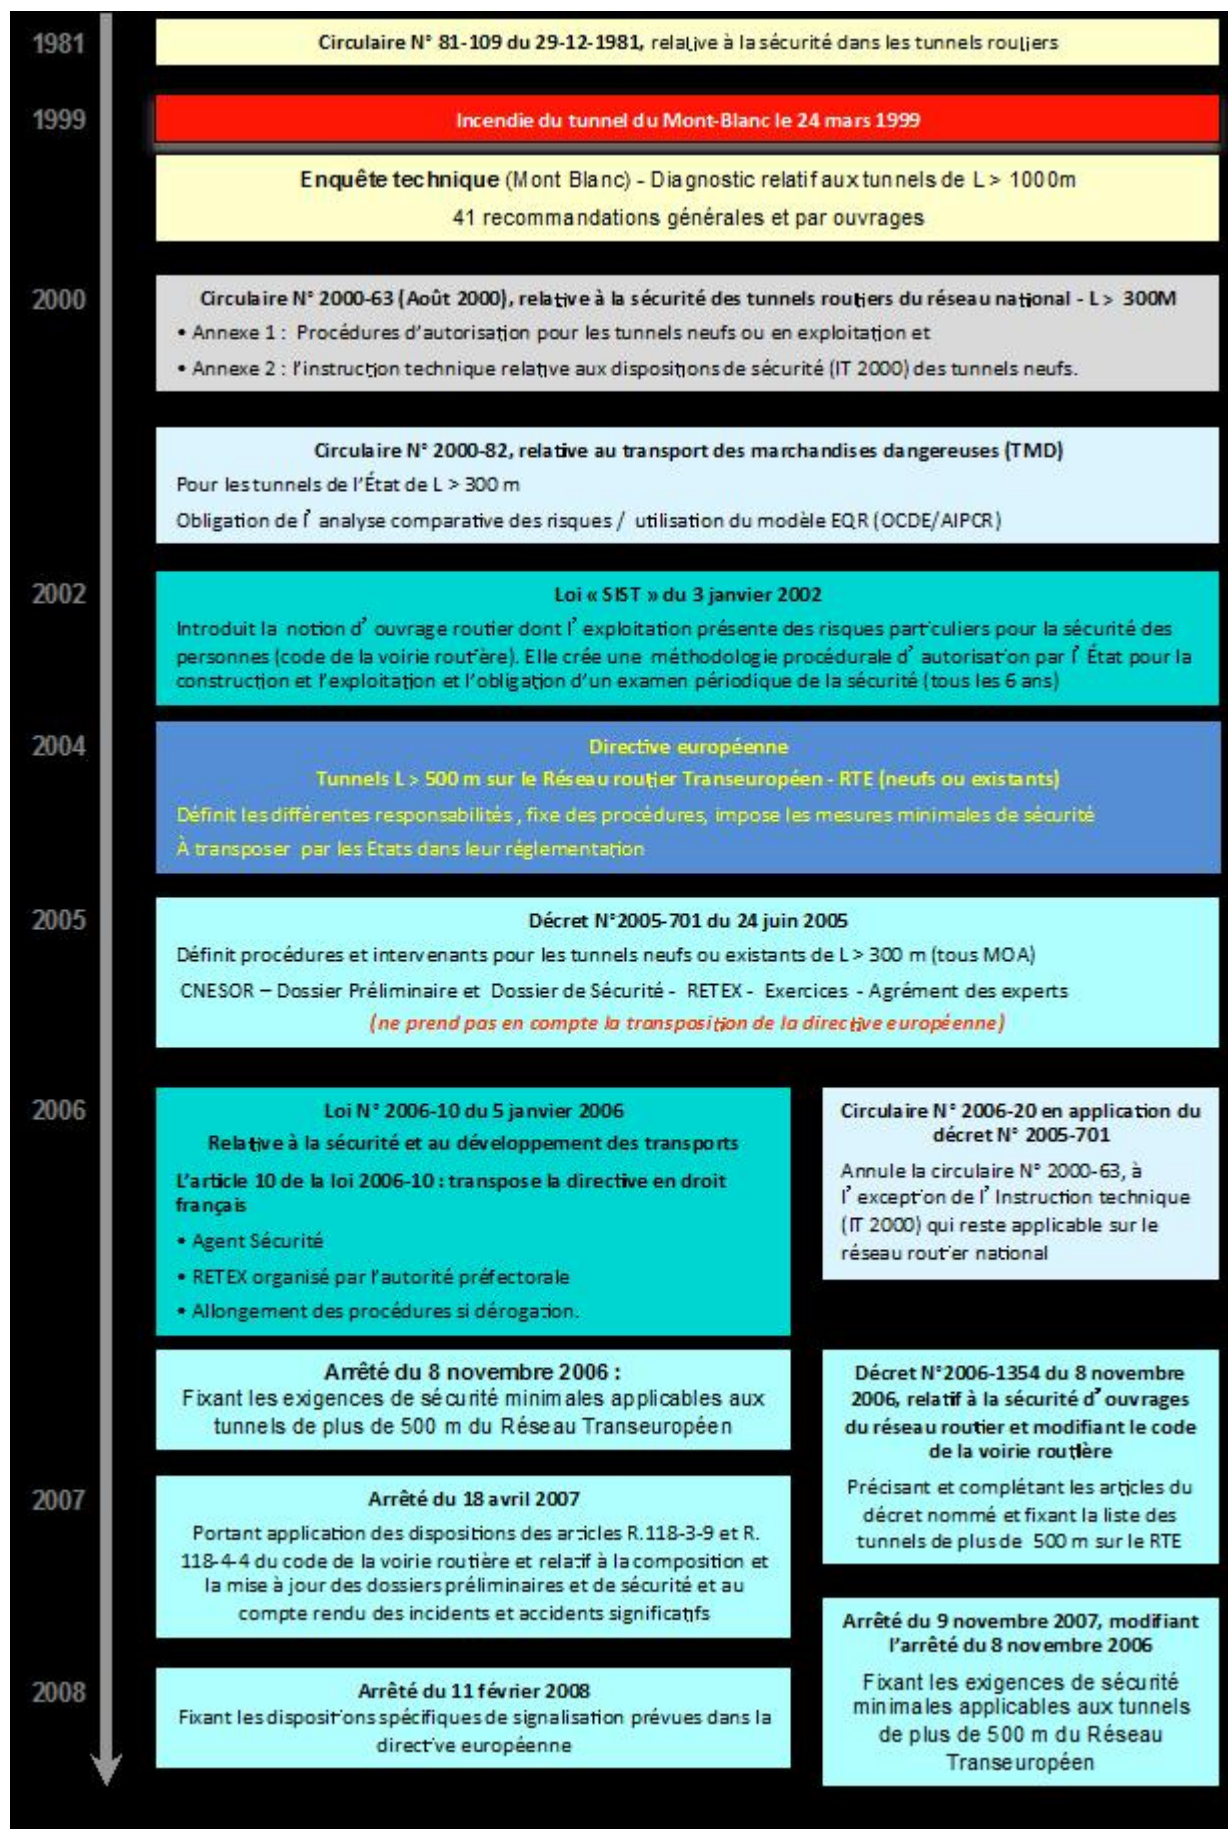 1981
Circulaire N° 81-109 du 29-12-1981, relative à la sécurité dans les tunnels routiers
1999
Incendie du tunnel du Mont-Blanc le 24 mars 1999
Enquête technique (Mont Blanc) - Diagnostic relatif aux tunnels de L > 1000m
41 recommandations générales et par ouvrages
2000
Circulaire N° 2000-63 (Août 2000), relative à la sécurité des tunnels routiers du réseau national - L > 300M
• Annexe 1 : Procédures d'autorisation pour les tunnels neufs ou en exploitation et
• Annexe 2 : l'instruction technique relative aux dispositions de sécurité (IT 2000) des tunnels neufs.
Circulaire N° 2000-82, relative au transport des marchandises dangereuses (TMD)
Pour les tunnels de l'État de L > 300 m
Obligation de l' analyse comparative des risques / utilisation du modèle EQR (OCDE/AIPCR)
2002
Loi « SIST » du 3 janvier 2002
Introduit la notion d' ouvrage routier dont l' exploitation présente des risques particuliers pour la sécurité des
personnes (code de la voirie routière). Elle crée une méthodologie procédurale d' autorisation par l' État pour la
construction et l'exploitation et l'obligation d'un examen périodique de la sécurité (tous les 6 ans)
2004
Directive européenne
Tunnels L > 500 m sur le Réseau routier Transeuropéen - RTE (neufs ou existants)
Définit les différentes responsabilités , fixe des procédures, impose les mesures minimales de sécurité
À transposer par les Etats dans leur réglementation
2005
Décret N°2005-701 du 24 juin 2005
Définit procédures et intervenants pour les tunnels neufs ou existants de L > 300 m (tous MOA)
CNESOR – Dossier Préliminaire et Dossier de Sécurité - RETEX - Exercices - Agrément des experts
(ne prend pas en compte la transposition de la directive européenne)
2006
Loi N° 2006-10 du 5 janvier 2006
Relative à la sécurité et au développement des transports
L'article 10 de la loi 2006-10 : transpose la directive en droit
français
• Agent Sécurité
• RETEX organisé par l'autorité préfectorale
• Allongement des procédures si dérogation.
Circulaire N° 2006-20 en application du
décret N° 2005-701
Annule la circulaire N° 2000-63, à
l' exception de l' Instruction technique
(IT 2000) qui reste applicable sur le
réseau routier national
Arrêté du 8 novembre 2006 :
Fixant les exigences de sécurité minimales applicables aux
tunnels de plus de 500 m du Réseau Transeuropéen
Décret N°2006-1354 du 8 novembre
2006, relatif à la sécurité d' ouvrages
du réseau routier et modifiant le code
de la voirie routière
Précisant et complétant les articles du
décret nommé et fixant la liste des
tunnels de plus de 500 m sur le RTE
2007
Arrêté du 18 avril 2007
Portant application des dispositions des articles R.118-3-9 et R.
118-4-4 du code de la voirie routière et relatif à la composition et
la mise à jour des dossiers préliminaires et de sécurité et au
compte rendu des incidents et accidents significatifs
Arrêté du 9 novembre 2007, modifiant
l'arrêté du 8 novembre 2006
Fixant les exigences de sécurité
minimales applicables aux tunnels
de plus de 500 m du Réseau
Transeuropéen
2008
Arrêté du 11 février 2008
Fixant les dispositions spécifiques de signalisation prévues dans la
directive européenne